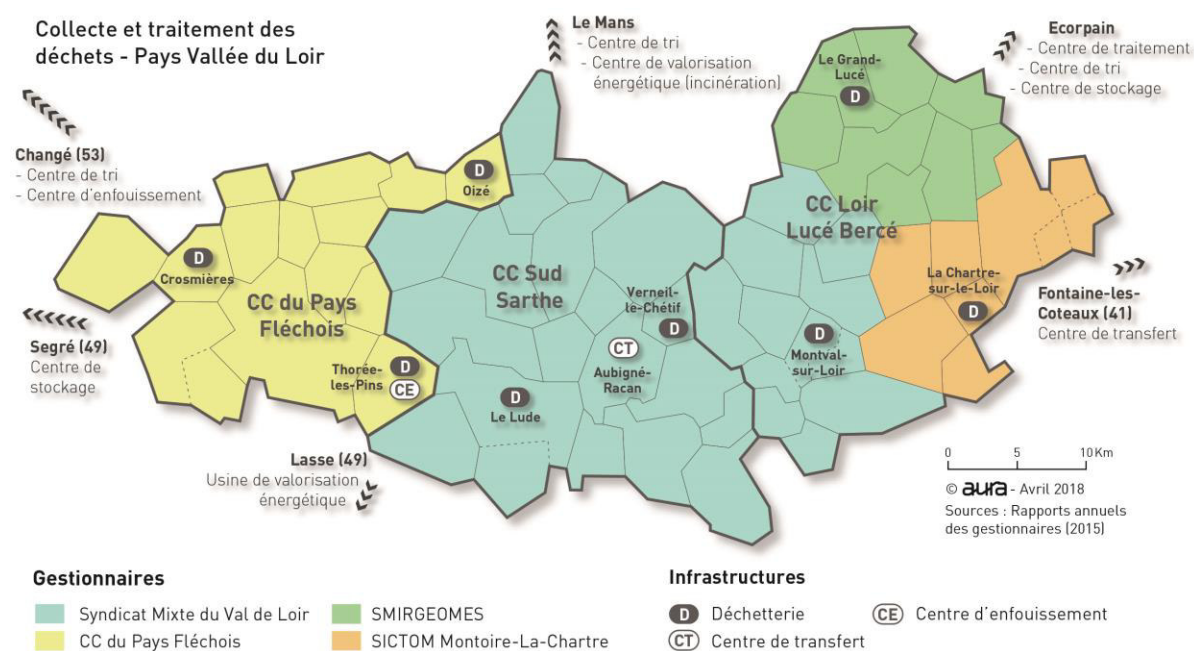 Collecte et traitement des
déchets - Pays Vallée du Loir
Le Mans
- Centre de tri
- Centre de valorisation
énergétique (incinération)
Ecorpain
- Centre de traitement
- Centre de tri
- Centre de stockage
Changé (53)
- Centre de tri
- Centre d'enfouissement
Le Grand-
Lucé
D
D
Oizé
D
Crosmières
CC du Pays
Fléchois
CC Sud
Sarthe
CC Loir
Lucé Bercé
Segré (49)
Centre de
stockage
Thorée-
les-Pins
D
CE
D
Le Lude
Verneil-
le-Chétif
D
CT
Aubigné-
Racan
D
Montval-
sur-Loir
La Chartre-
sur-le-Loir
D
Fontaine-les-
Coteaux (41)
Centre de transfert
Lasse (49)
Usine de valorisation
énergétique
0 5 10 Km
© aura - Avril 2018
Sources : Rapports annuels
des gestionnaires (2015)
Gestionnaires
Syndicat Mixte du Val de Loir
CC du Pays Fléchois
SMIRGEOMES
SICTOM Montoire-La-Chartre
Infrastructures
D Déchetterie
CT Centre de transfert
CE Centre d'enfouissement